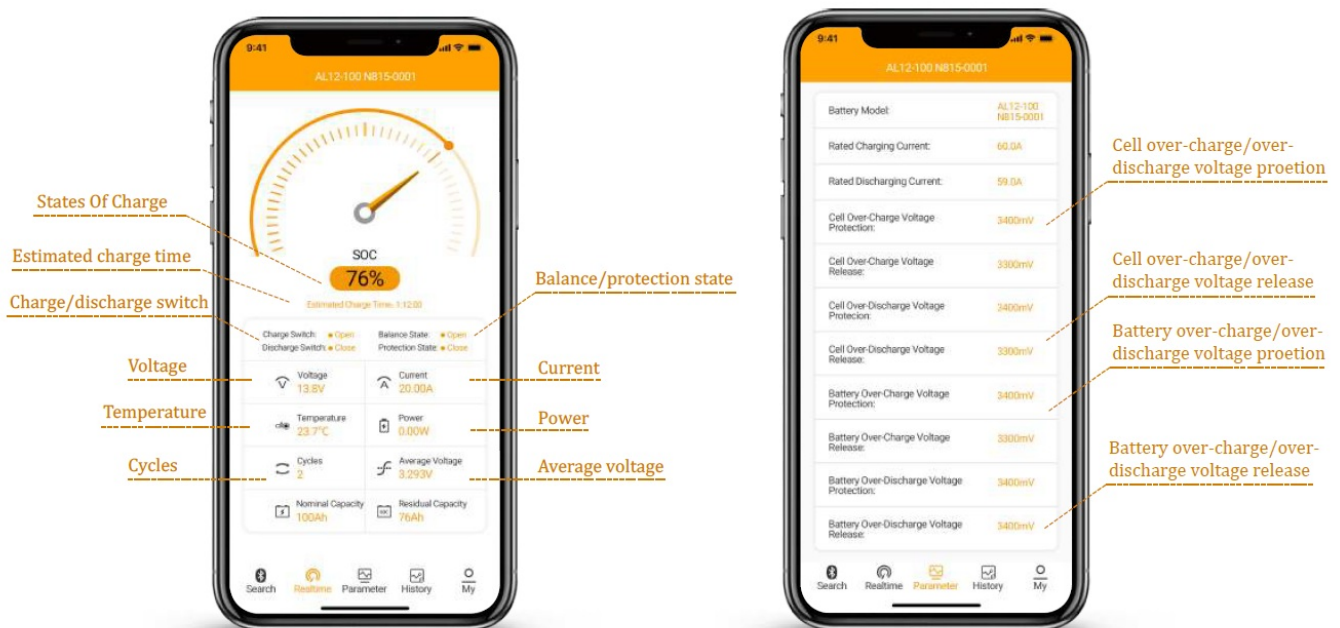 9:41
AL12-100 N815-0001
SOC
76%
Estimated Charge Time: 1:12:00
Charge Switch: Open
Balance State: Open
Discharge Switch: Close
Protection State: Close
Voltage
13.8V
Current
20.00A
Temperature
23.7°C
Power
0.00W
Cycles
2
Average Voltage
3.293V
Nominal Capacity
100Ah
Residual Capacity
76Ah
Search
Realtime
Parameter
History
My
States Of Charge
Estimated charge time
Charge/discharge switch
Voltage
Temperature
Cycles
Balance/protection state
Current
Power
Average voltage
9:41
AL12-100 N815-0001
Battery Model:
AL12-100
N815-0001
Rated Charging Current:
60.0A
Rated Discharging Current:
59.0A
Cell Over-Charge Voltage
Protection:
3400mV
Cell Over-Charge Voltage
Release:
3300mV
Cell Over-Discharge Voltage
Protecion:
3400mV
Cell Over-Discharge Voltage
Release:
3300mV
Battery Over-Charge Voltage
Protection:
3400mV
Battery Over-Charge Voltage
Release:
3300mV
Battery Over-Discharge Voltage
Protection:
3400mV
Battery Over-Discharge Voltage
Release:
3400mV
Search
Realtime
Parameter
History
My
Cell over-charge/over-
discharge voltage proetion
Cell over-charge/over-
discharge voltage release
Battery over-charge/over-
discharge voltage proetion
Battery over-charge/over-
discharge voltage release